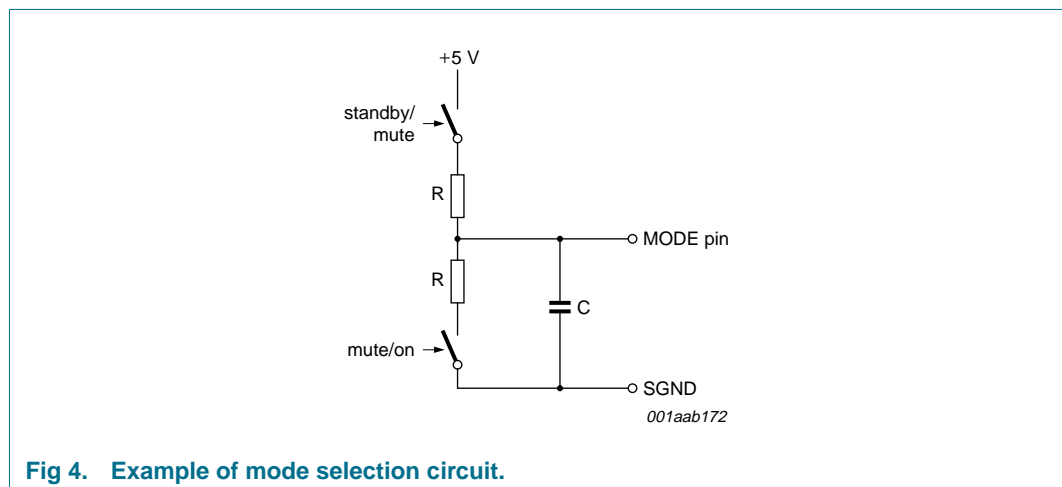 +5 V
standby/
mute
R
MODE pin
R
C
mute/on
SGND
001aab172
Fig 4. Example of mode selection circuit.